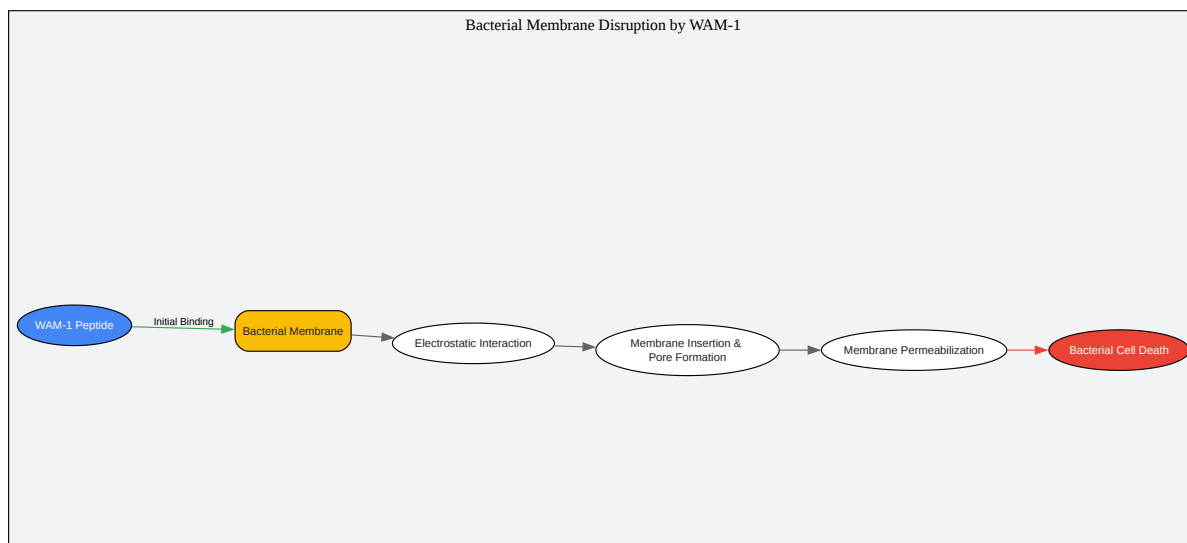 Bacterial Membrane Disruption by WAM-1
WAM-1 Peptide
Initial Binding
Bacterial Membrane
Electrostatic Interaction
Membrane Insertion &
Pore Formation
Membrane Permeabilization
Bacterial Cell Death